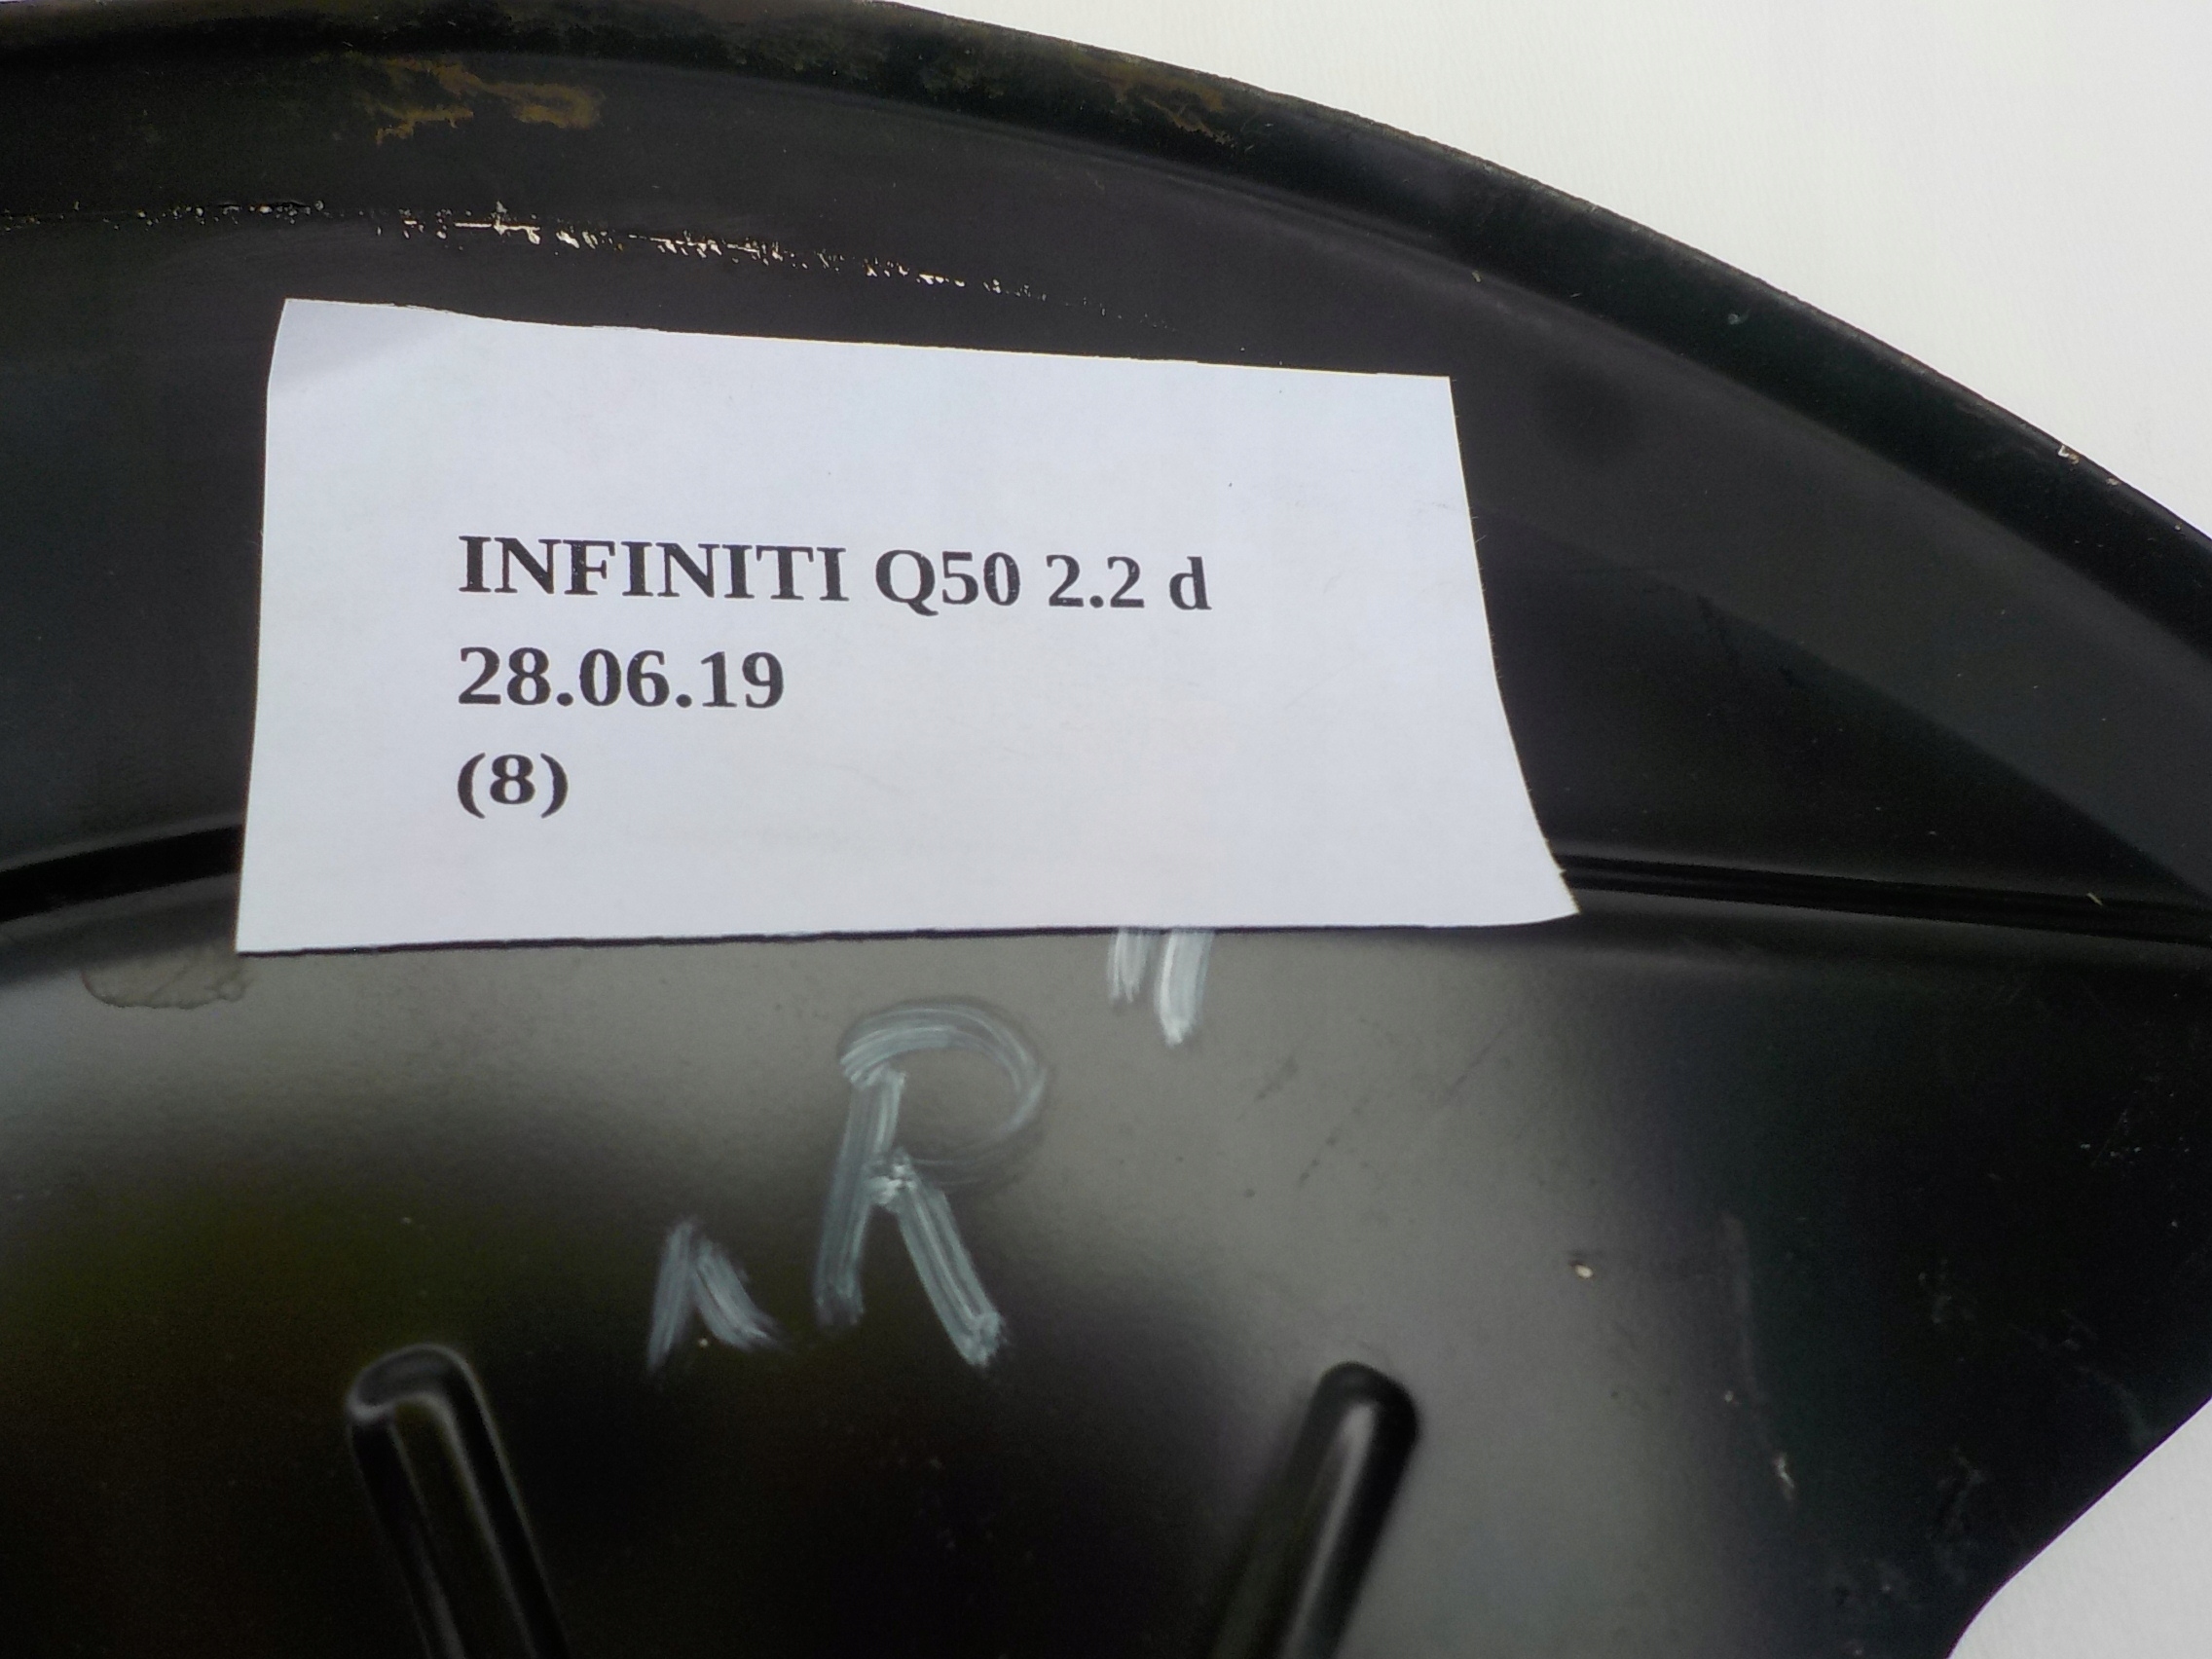 INFINITI Q50 2.2 d
28.06.19
(8)
"R"